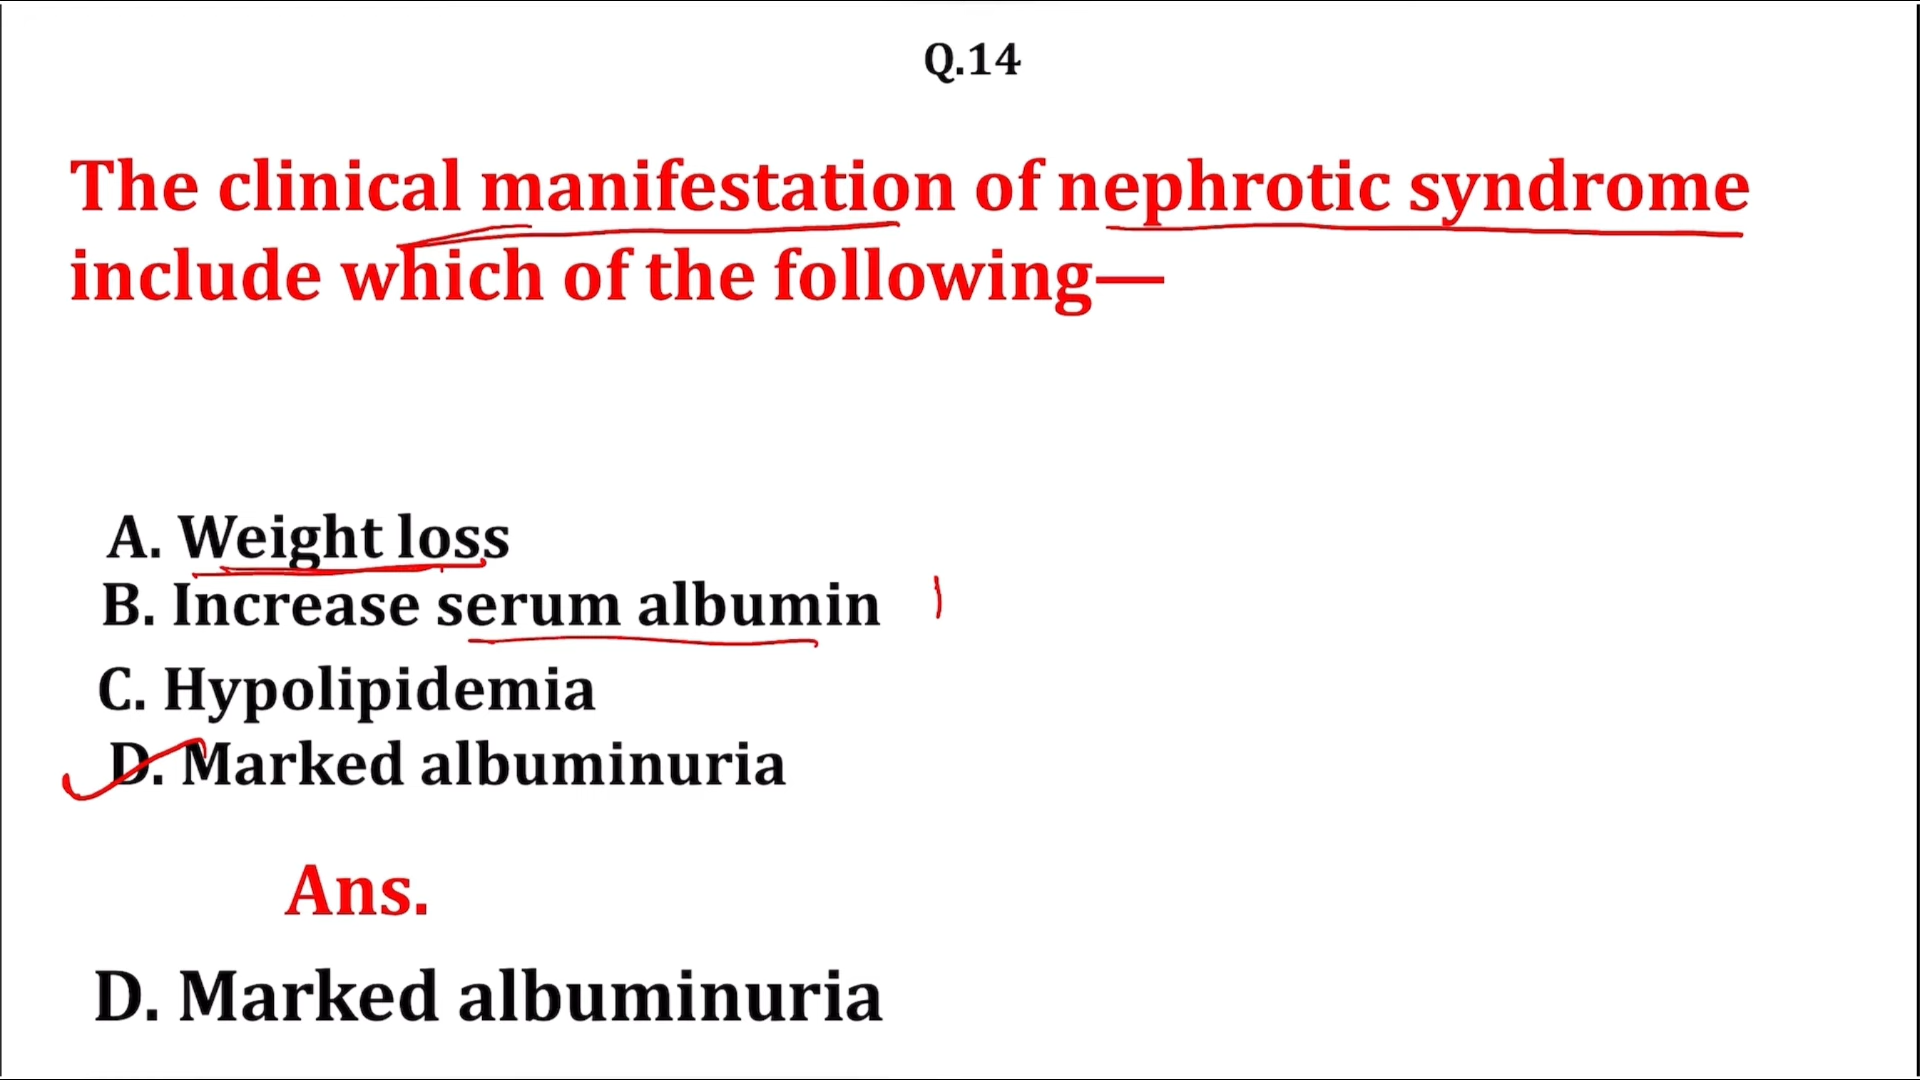 Q.14
The clinical manifestation of nephrotic syndrome
include which of the following—
A. Weight loss
B. Increase serum albumin
C. Hypolipidemia
D. Marked albuminuria
Ans.
D. Marked albuminuria